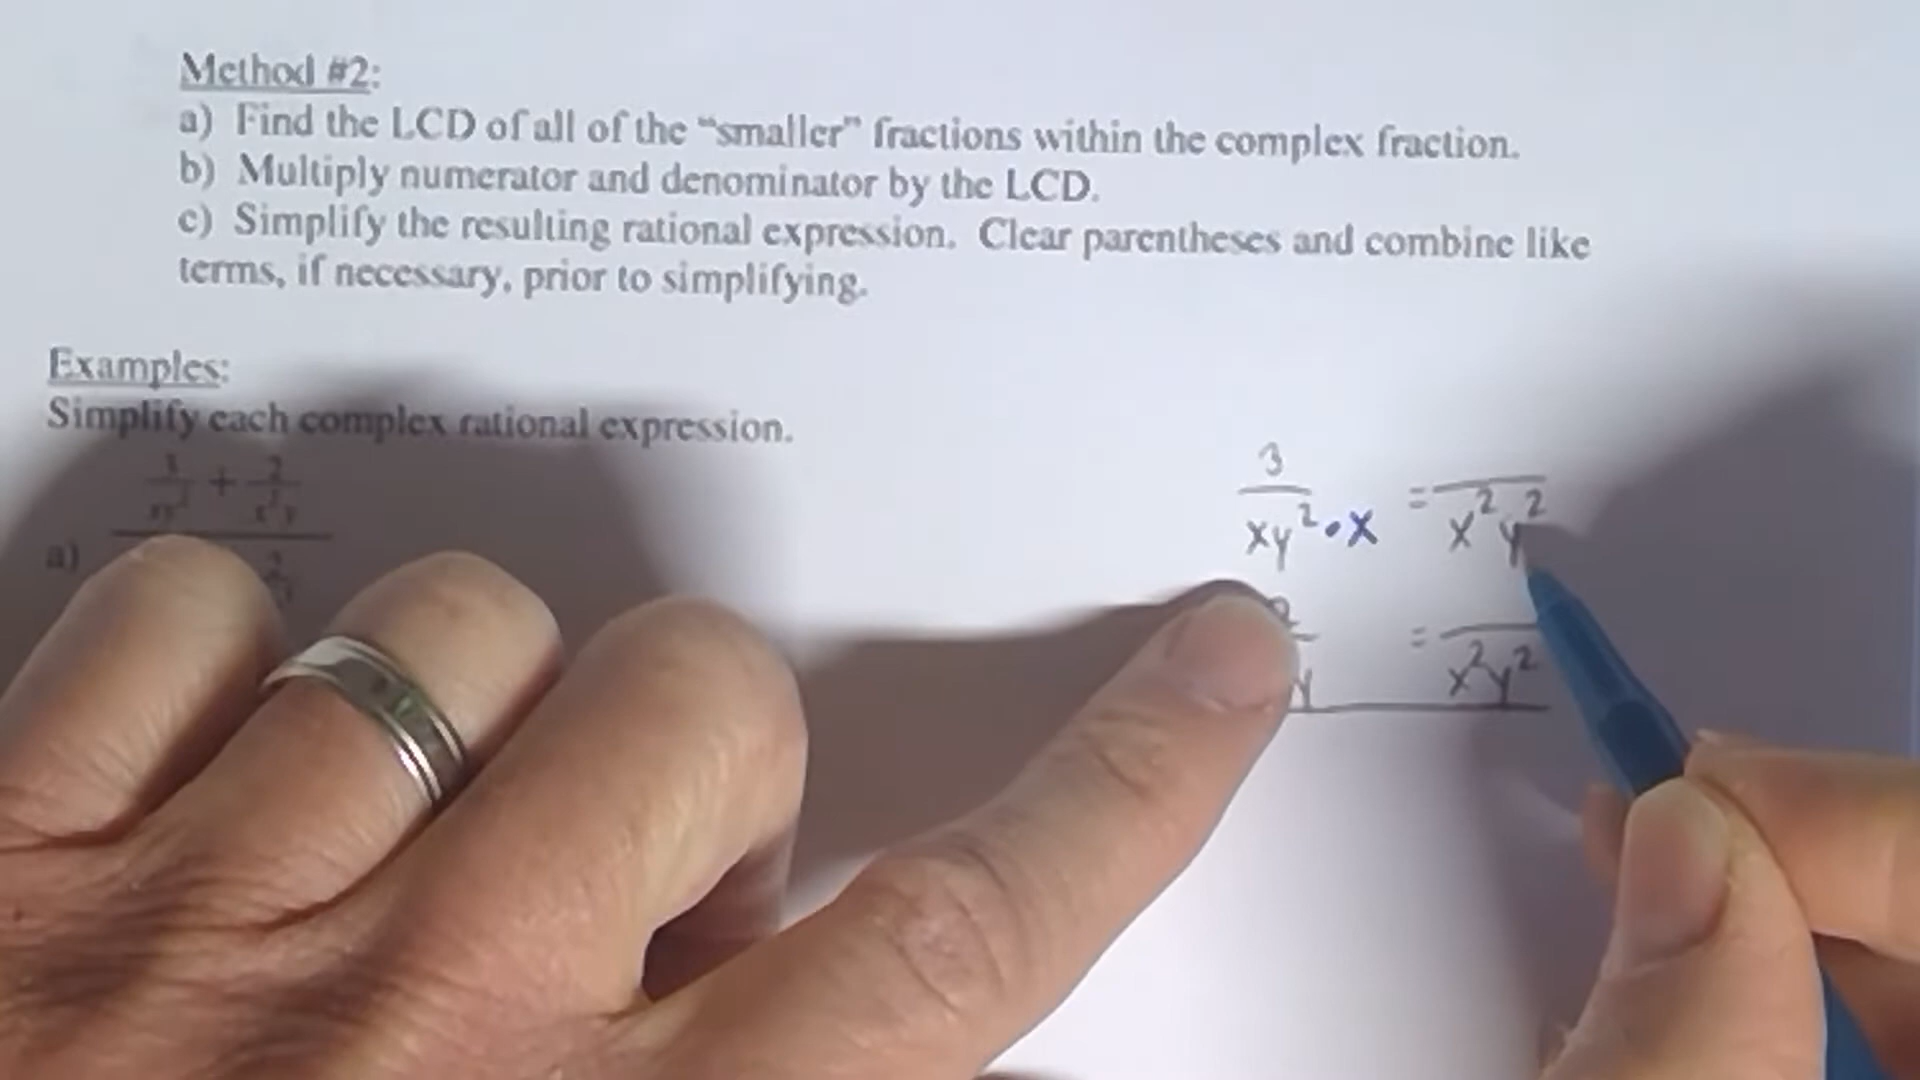 Method #2:
a) Find the LCD of all of the “smaller” fractions within the complex fraction.
b) Multiply numerator and denominator by the LCD.
c) Simplify the resulting rational expression. Clear parentheses and combine like
terms, if necessary, prior to simplifying.
Examples:
Simplify each complex rational expression.
a)
3
xy² • x = x²y²
= x²y²